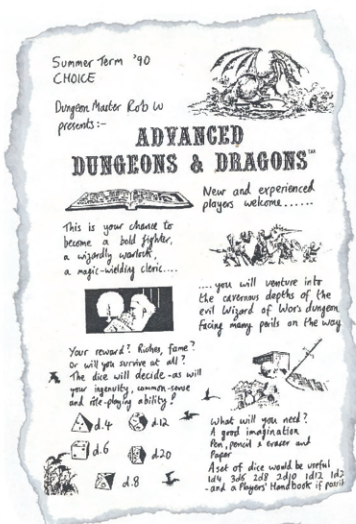 Summer Term '90
CHOICE
Dungeon Master Rob W
presents:-
ADVANCED
DUNGEONS & DRAGONS™
This is your chance to
become a bold fighter,
a wizardly warlock,
a magic-wielding cleric....
New and experienced
players welcome......
....you will venture into
the cavernous depths of the
evil Wizard of Wor's dungeon
facing many perils on the way
Your reward? Riches, fame?
Or will you survive at all?
The dice will decide - as will
your ingenuity, common-sense
and role-playing ability!
d.4
d.12
d.6
d.20
d.8
What will you need?
A good imagination
Pen, pencil & eraser and
Paper
A set of dice would be useful
1d4 3d6 2d8 2d10 1d12 1d2
- and a Players' Handbook if